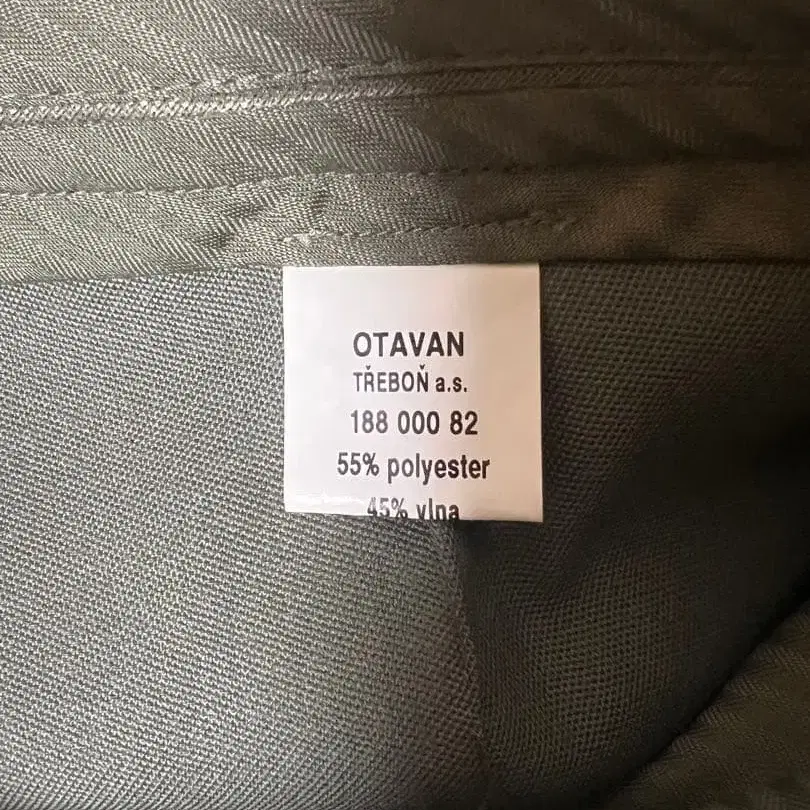 OTAVAN
TŘEBOŇ a.s.
188 000 82
55% polyester
45% vlna